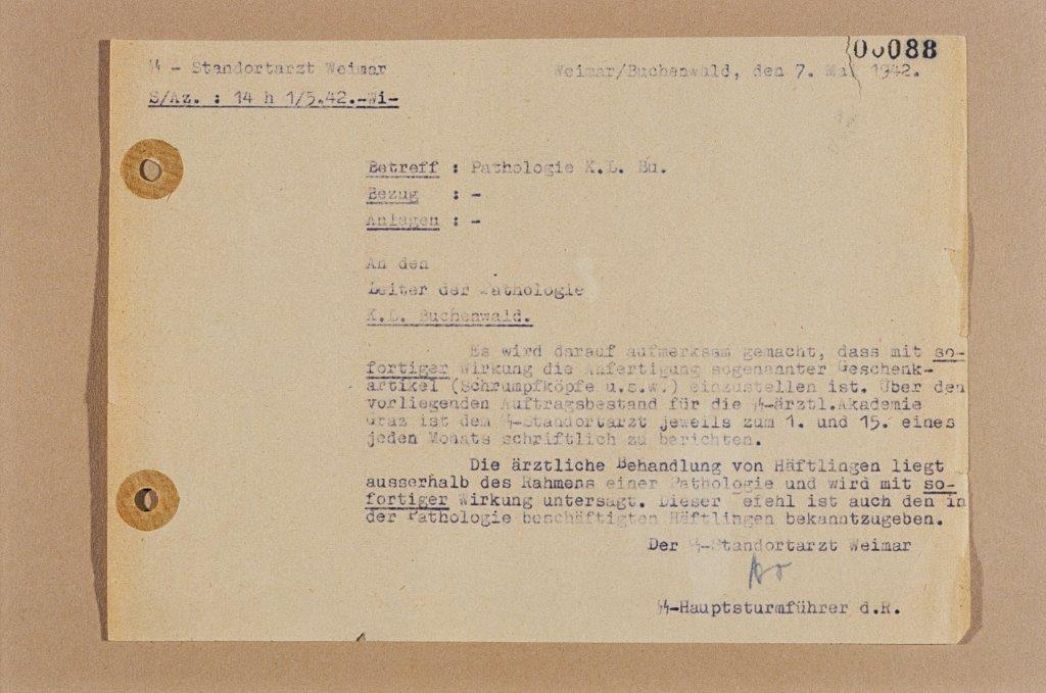 00088
ᛋᛋ - Standortarzt Weimar
Weimar/Buchenwald, den 7. Mai 1942.
S/Az. : 14 h 1/5.42.-Wi-
Betreff : Pathologie K.L. Bu.
Bezug : -
Anlagen : -
An den
Leiter der Pathologie
K.L. Buchenwald.
Es wird darauf aufmerksam gemacht, dass mit so-
fortiger Wirkung die Anfertigung sogenannter Geschenk-
artikel (Schrumpfköpfe u.s.w.) einzustellen ist. Über den
vorliegenden Auftragsbestand für die ᛋᛋ-ärztl.Akademie
Graz ist dem ᛋᛋ-Standortarzt jeweils zum 1. und 15. eines
jeden Monats schriftlich zu berichten.
Die ärztliche Behandlung von Häftlingen liegt
ausserhalb des Rahmens einer Pathologie und wird mit so-
fortiger Wirkung untersagt. Dieser Befehl ist auch den in
der Pathologie beschäftigten Häftlingen bekanntzugeben.
Der ᛋᛋ-Standortarzt Weimar
ᛋᛋ-Hauptsturmführer d.R.